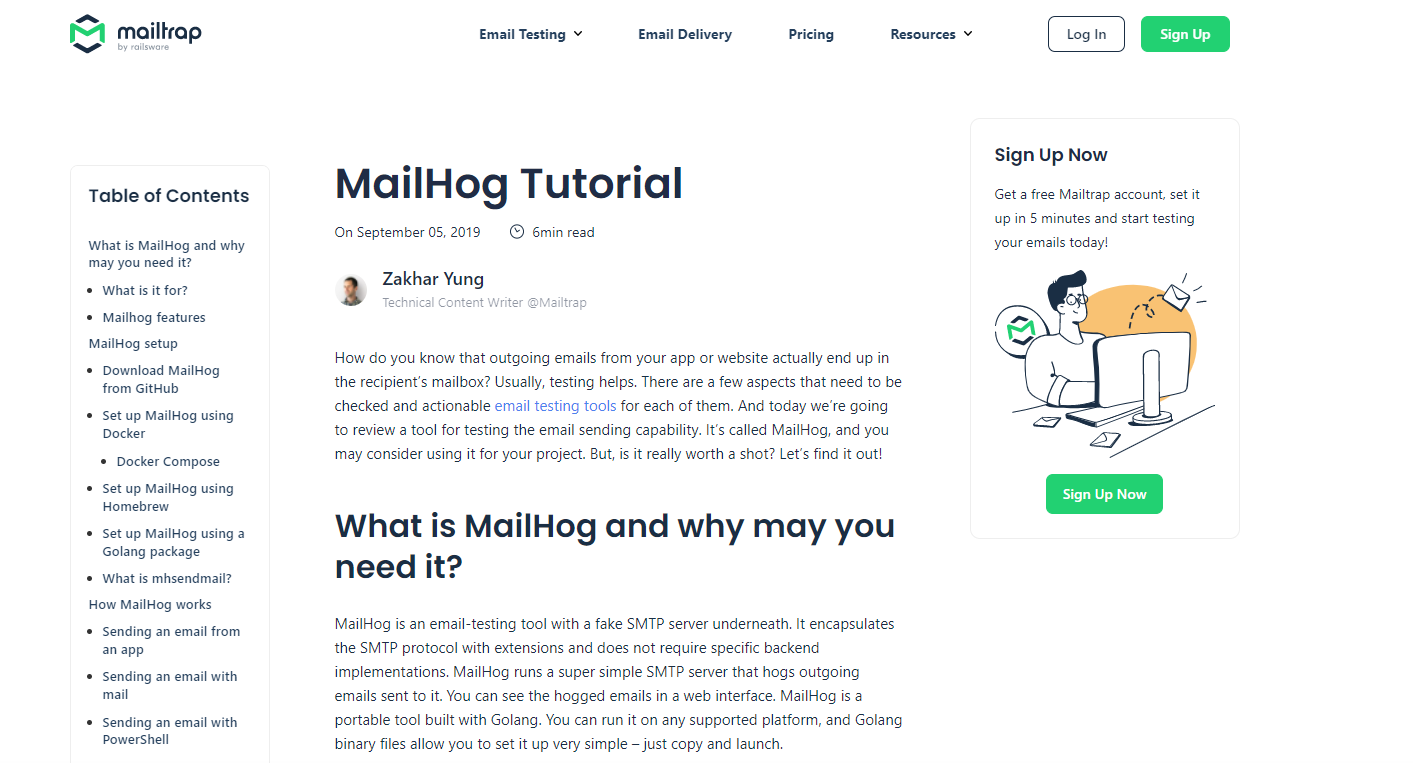 mailtrap
by railsware
Email Testing
Email Delivery
Pricing
Resources
Log In
Sign Up
Table of Contents
What is MailHog and why
may you need it?
What is it for?
Mailhog features
MailHog setup
Download MailHog
from GitHub
Set up MailHog using
Docker
Docker Compose
Set up MailHog using
Homebrew
Set up MailHog using a
Golang package
What is mhsendmail?
How MailHog works
Sending an email from
an app
Sending an email with
mail
Sending an email with
PowerShell
MailHog Tutorial
On September 05, 2019
6min read
Zakhar Yung
Technical Content Writer @Mailtrap
How do you know that outgoing emails from your app or website actually end up in
the recipient’s mailbox? Usually, testing helps. There are a few aspects that need to be
checked and actionable email testing tools for each of them. And today we’re going
to review a tool for testing the email sending capability. It’s called MailHog, and you
may consider using it for your project. But, is it really worth a shot? Let’s find it out!
What is MailHog and why may you
need it?
MailHog is an email-testing tool with a fake SMTP server underneath. It encapsulates
the SMTP protocol with extensions and does not require specific backend
implementations. MailHog runs a super simple SMTP server that hogs outgoing
emails sent to it. You can see the hogged emails in a web interface. MailHog is a
portable tool built with Golang. You can run it on any supported platform, and Golang
binary files allow you to set it up very simple – just copy and launch.
Sign Up Now
Get a free Mailtrap account, set it
up in 5 minutes and start testing
your emails today!
Sign Up Now